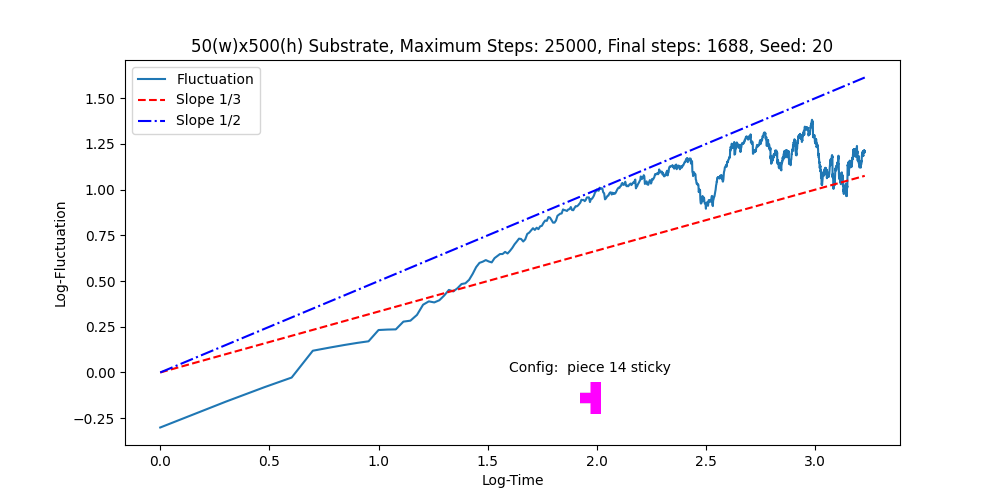 50(w)x500(h) Substrate, Maximum Steps: 25000, Final steps: 1688, Seed: 20
Fluctuation
Slope 1/3
Slope 1/2
1.50
1.25
1.00
0.75
0.50
0.25
0.00
−0.25
Log-Fluctuation
Config:  piece 14 sticky
0.0 0.5 1.0 1.5 2.0 2.5 3.0
Log-Time